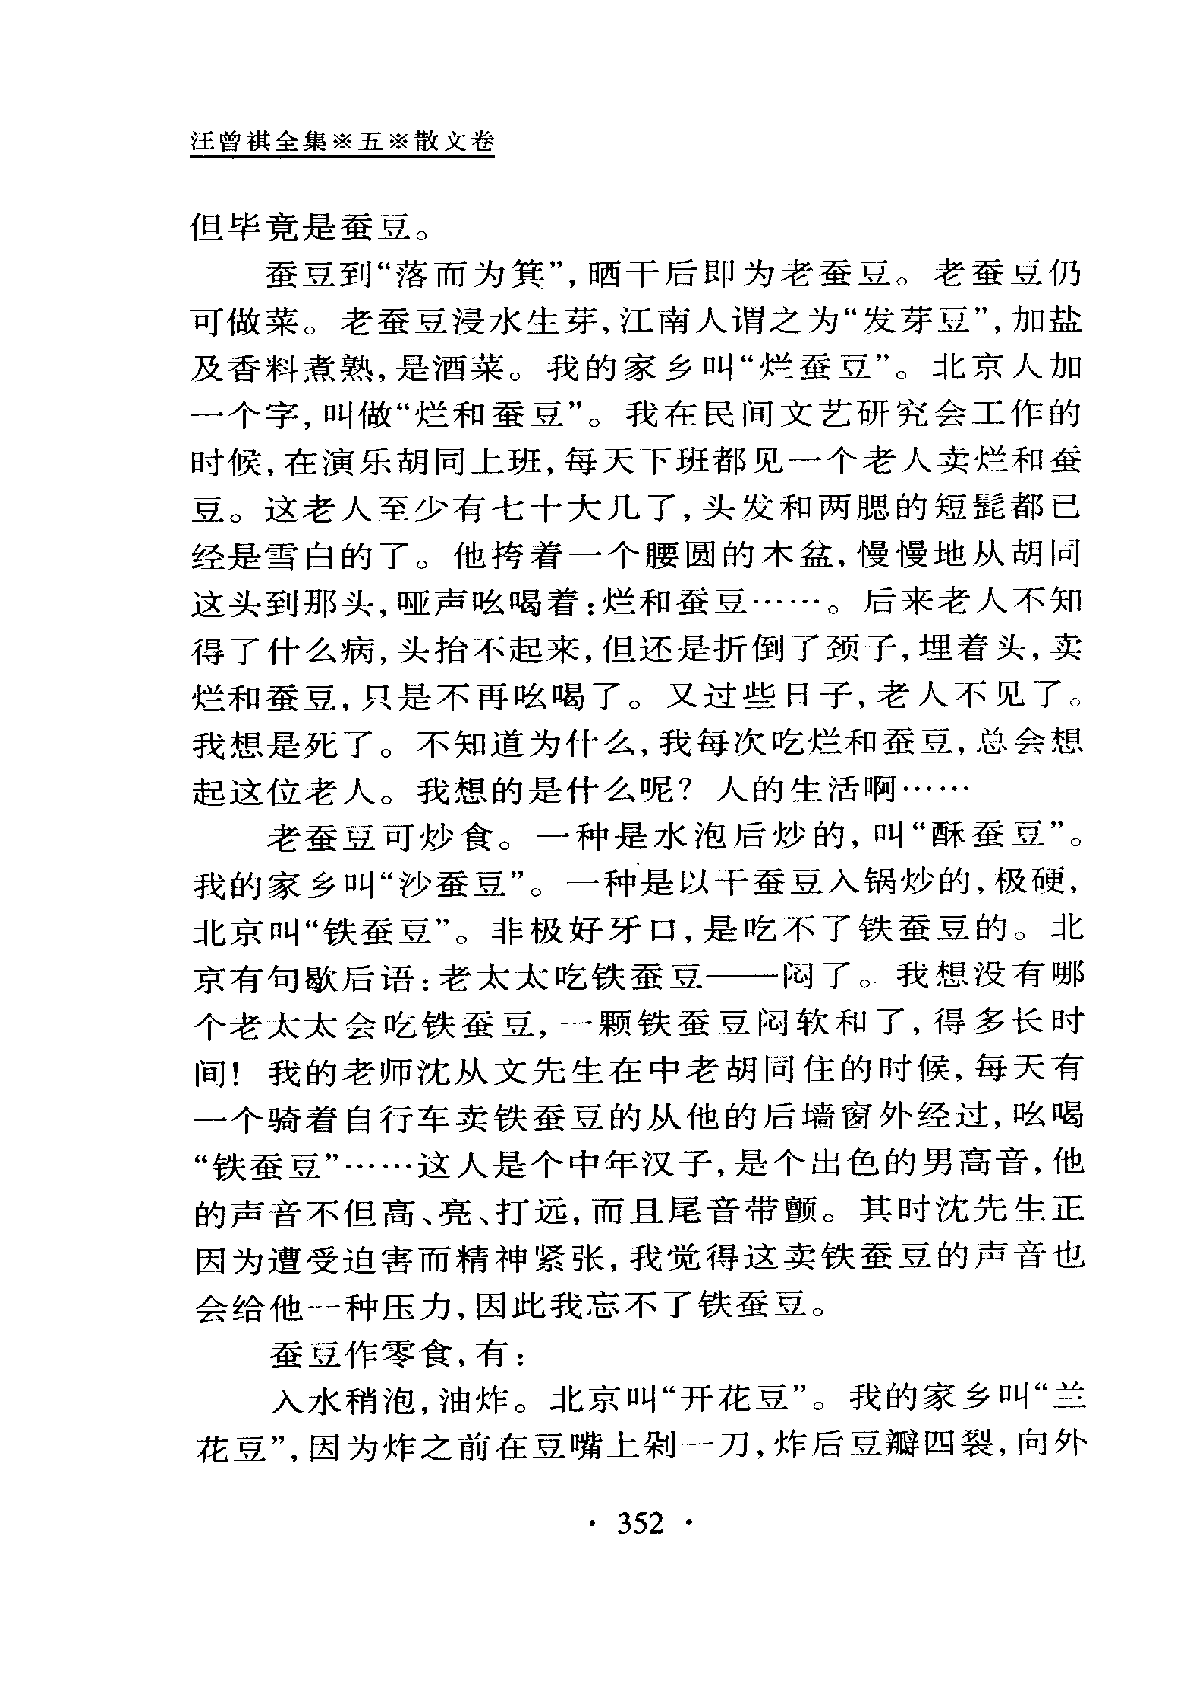 汪曾祺全集※五※散文卷
但毕竟是蚕豆。
蚕豆到“落而为箕”,晒干后即为老蚕豆。老蚕豆仍
可做菜。老蚕豆浸水生芽,江南人谓之为“发芽豆”,加盐
及香料煮熟,是酒菜。我的家乡叫“烂蚕豆”。北京人加
一个字,叫做“烂和蚕豆”。我在民间文艺研究会工作的
时候,在演乐胡同上班,每天下班都见一个老人卖烂和蚕
豆。这老人至少有七十大几了,头发和两腮的短髭都已
经是雪白的了。他挎着一个腰圆的木盆,慢慢地从胡同
这头到那头,哑声吆喝着:烂和蚕豆……。后来老人不知
得了什么病,头抬不起来,但还是折倒了颈子,埋着头,卖
烂和蚕豆,只是不再吆喝了。又过些日子,老人不见了。
我想是死了。不知道为什么,我每次吃烂和蚕豆,总会想
起这位老人。我想的是什么呢？人的生活啊……
老蚕豆可炒食。一种是水泡后炒的,叫“酥蚕豆”。
我的家乡叫“沙蚕豆”。一种是以干蚕豆入锅炒的,极硬,
北京叫“铁蚕豆”。非极好牙口,是吃不了铁蚕豆的。北
京有句歇后语:老太太吃铁蚕豆——闷了。我想没有哪
个老太太会吃铁蚕豆,一颗铁蚕豆闷软和了,得多长时
间！我的老师沈从文先生在中老胡同住的时候,每天有
一个骑着自行车卖铁蚕豆的从他的后墙窗外经过,吆喝
“铁蚕豆”……这人是个中年汉子,是个出色的男高音,他
的声音不但高、亮、打远,而且尾音带颤。其时沈先生正
因为遭受迫害而精神紧张,我觉得这卖铁蚕豆的声音也
会给他一种压力,因此我忘不了铁蚕豆。
蚕豆作零食,有:
入水稍泡,油炸。北京叫“开花豆”。我的家乡叫“兰
花豆”,因为炸之前在豆嘴上剁一刀,炸后豆瓣四裂,向外
· 352 ·